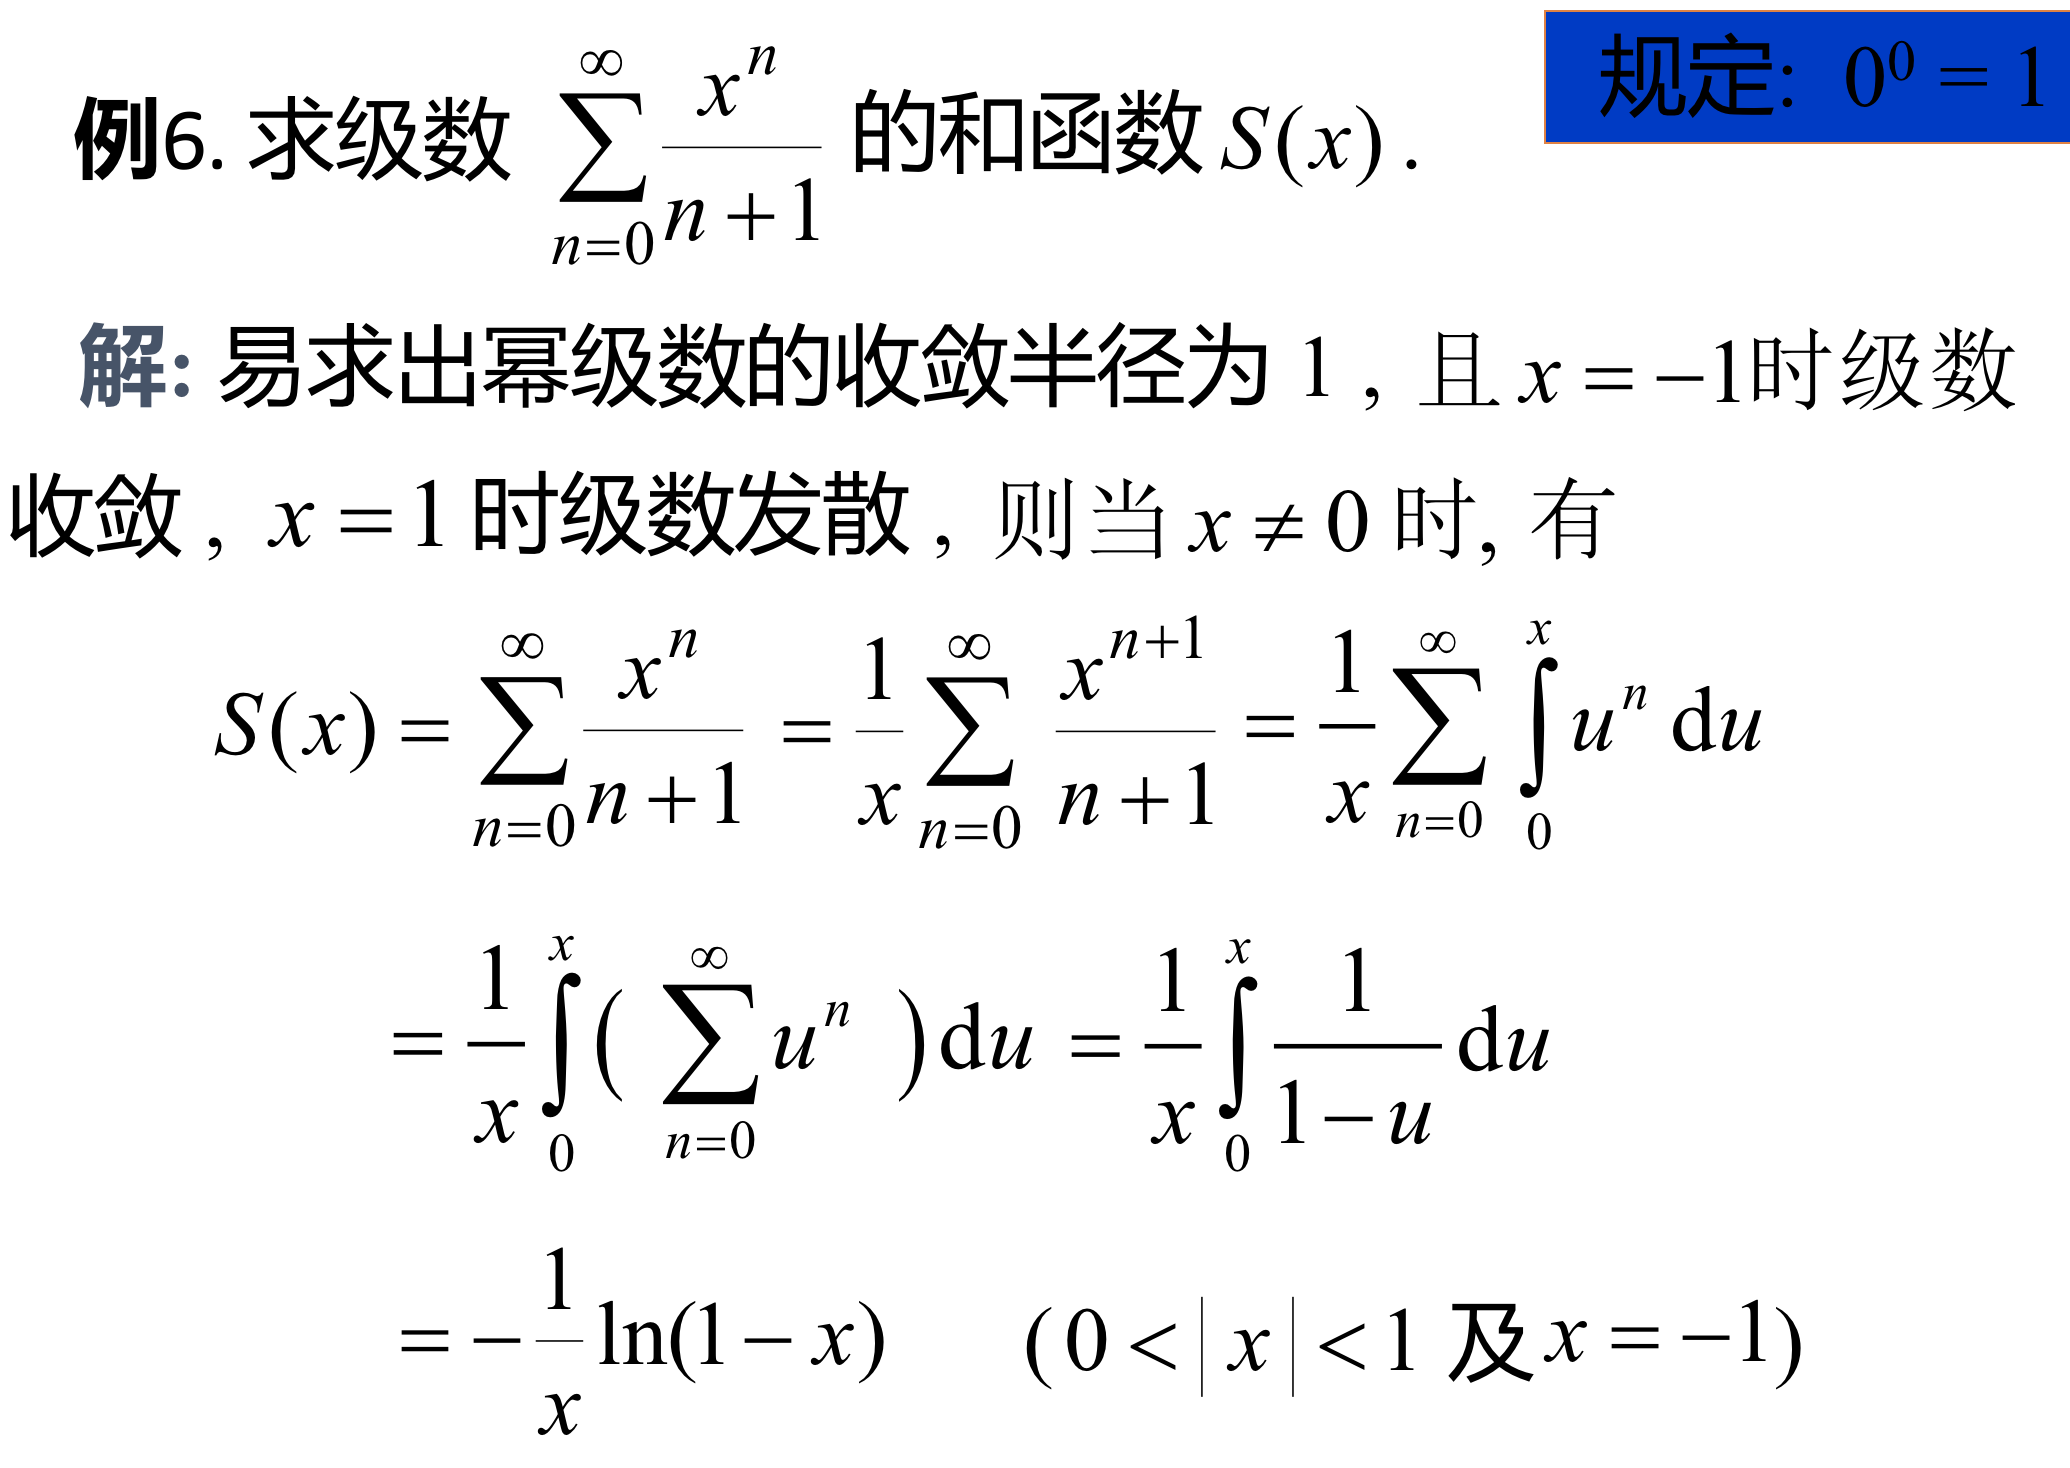 例6. 求级数 $\sum_{n=0}^{\infty} \frac{x^n}{n+1}$ 的和函数 $S(x)$ .
规定: $0^0 = 1$
解: 易求出幂级数的收敛半径为 1 , 且 $x = -1$ 时级数
收敛 , $x = 1$ 时级数发散 , 则当 $x \neq 0$ 时, 有
$S(x) = \sum_{n=0}^{\infty} \frac{x^n}{n+1} = \frac{1}{x} \sum_{n=0}^{\infty} \frac{x^{n+1}}{n+1} = \frac{1}{x} \sum_{n=0}^{\infty} \int_0^x u^n \, \mathrm{d}u$
$= \frac{1}{x} \int_0^x ( \sum_{n=0}^{\infty} u^n ) \mathrm{d}u = \frac{1}{x} \int_0^x \frac{1}{1-u} \mathrm{d}u$
$= -\frac{1}{x} \ln(1-x)$ $( 0 < |x| < 1$ 及 $x = -1 )$